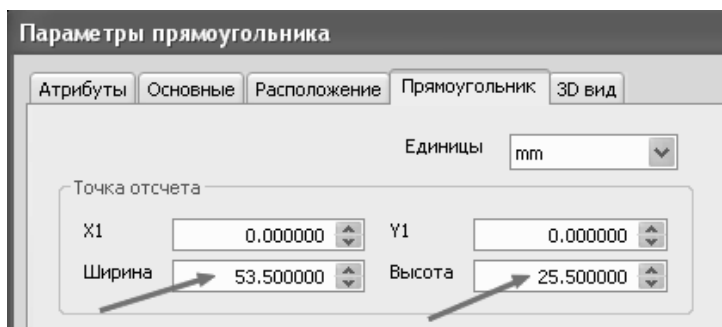 Параметры прямоугольника
Атрибуты Основные Расположение Прямоугольник 3D вид
Единицы mm
Точка отсчета
X1 0.000000 Y1 0.000000
Ширина 53.500000 Высота 25.500000